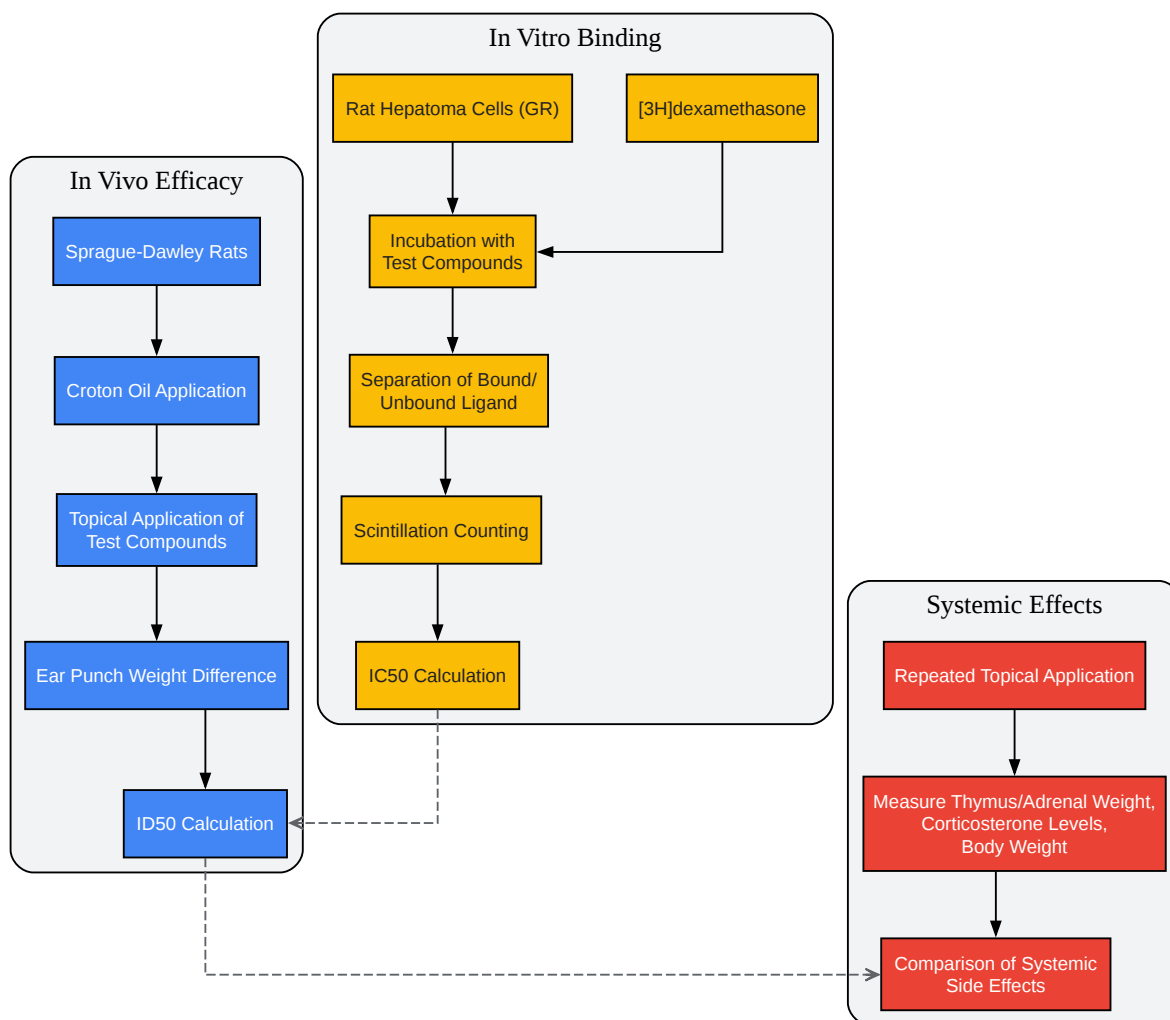 In Vitro Binding
Rat Hepatoma Cells (GR)
[3H]dexamethasone
Incubation with
Test Compounds
Separation of Bound/
Unbound Ligand
Scintillation Counting
IC50 Calculation
In Vivo Efficacy
Sprague-Dawley Rats
Croton Oil Application
Topical Application of
Test Compounds
Ear Punch Weight Difference
ID50 Calculation
Systemic Effects
Repeated Topical Application
Measure Thymus/Adrenal Weight,
Corticosterone Levels,
Body Weight
Comparison of Systemic
Side Effects